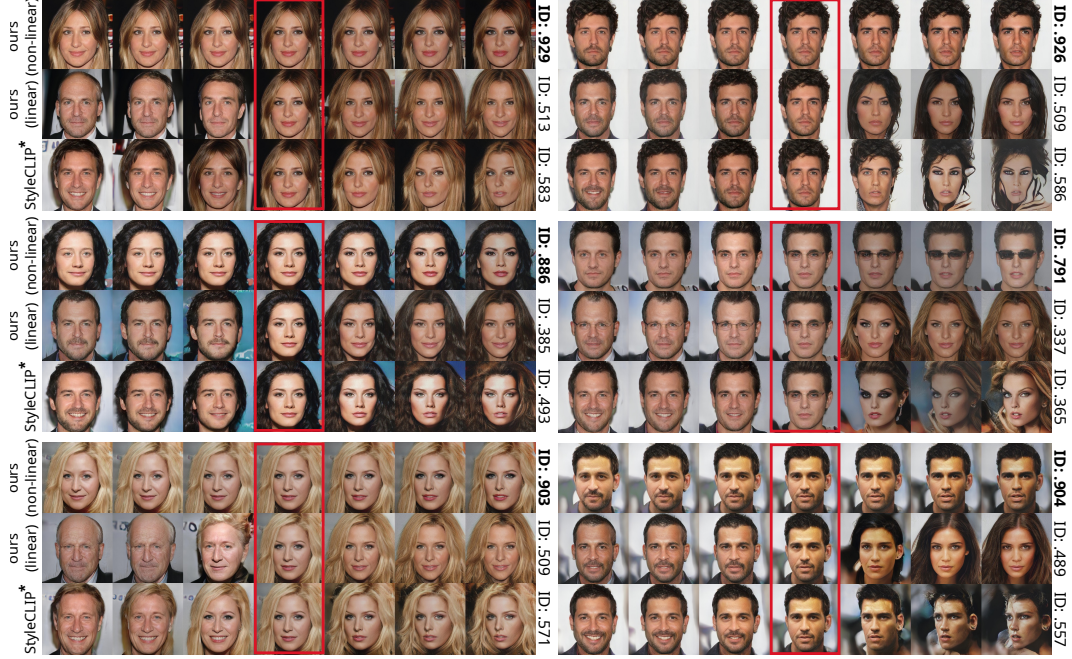 ours
(non-linear)
ID: .929
ID: .926
ours
(linear)
ID: .513
ID: .509
StyleCLIP*
ID: .583
ID: .586
ours
(non-linear)
ID: .886
ID: .791
ours
(linear)
ID: .385
ID: .337
StyleCLIP*
ID: .493
ID: .365
ours
(non-linear)
ID: .903
ID: .904
ours
(linear)
ID: .509
ID: .489
StyleCLIP*
ID: .571
ID: .557